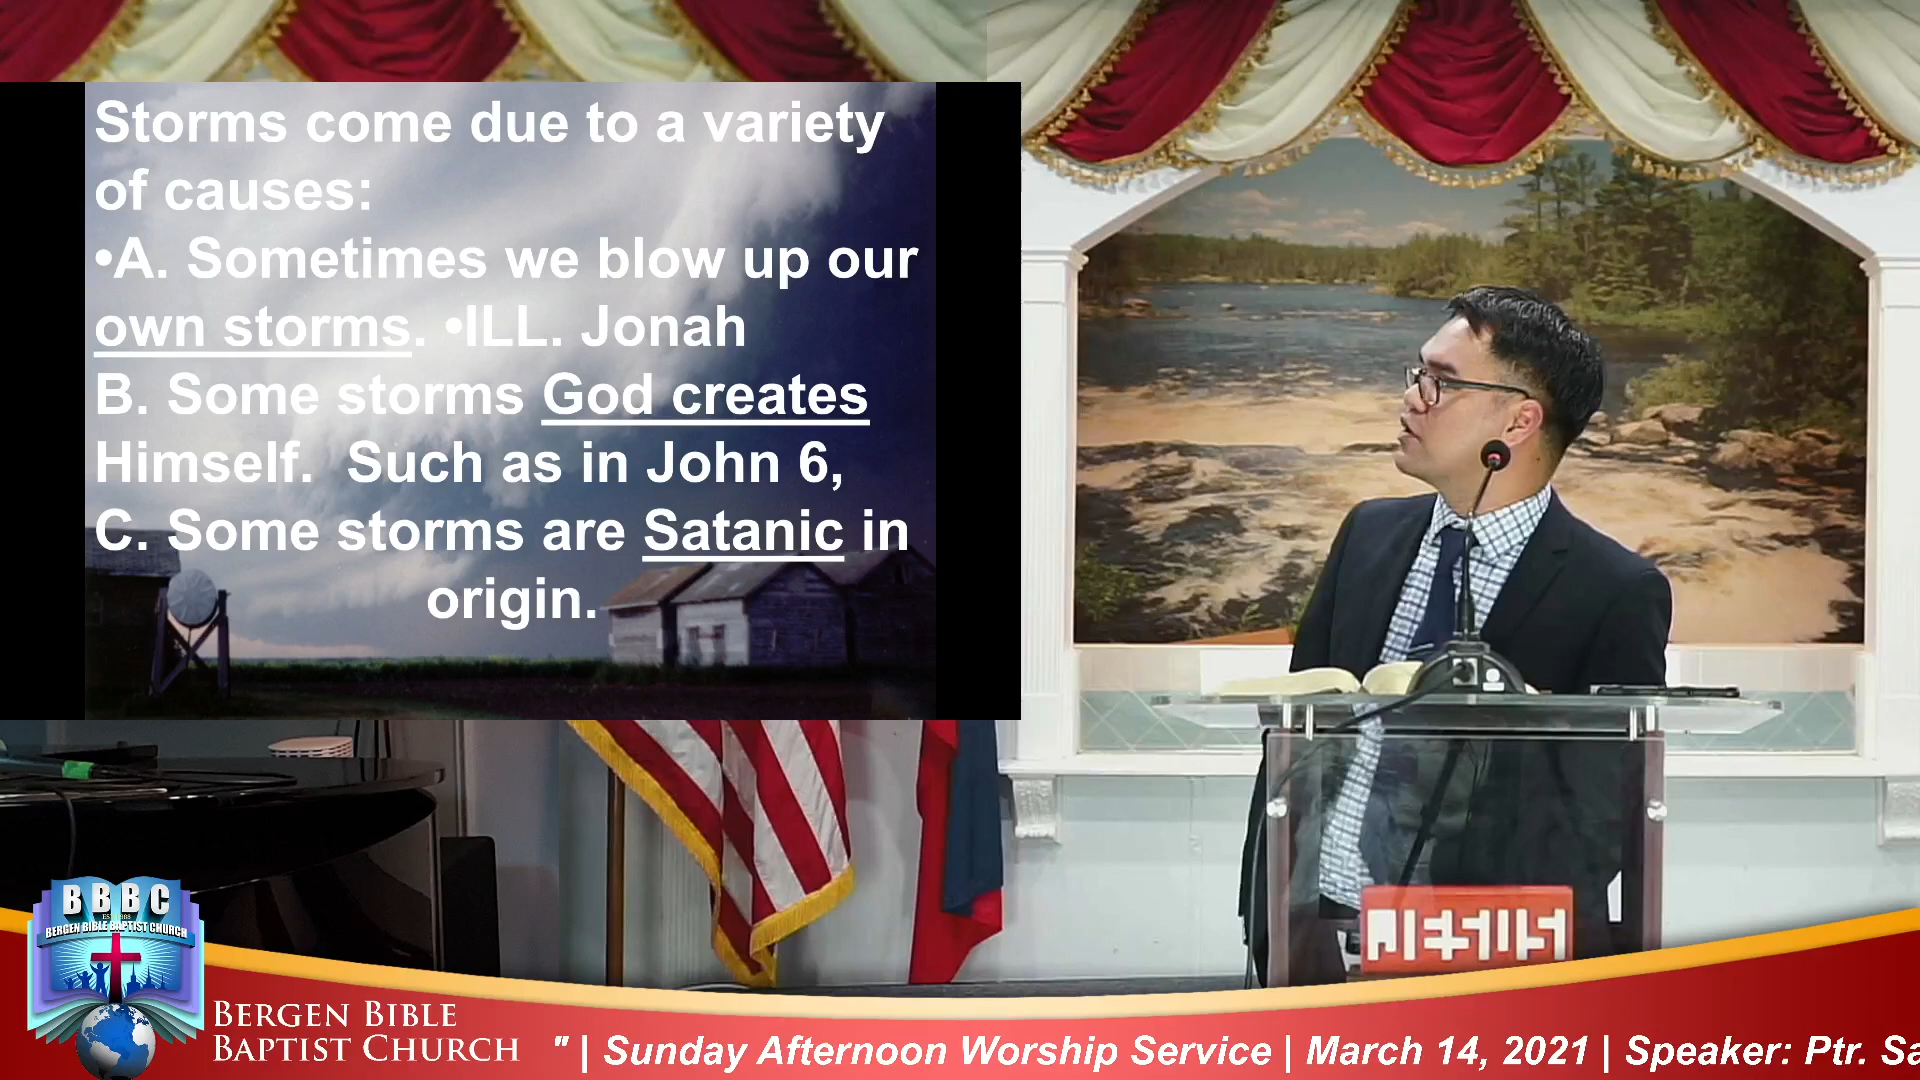 Storms come due to a variety
of causes:
•A. Sometimes we blow up our
own storms. •ILL. Jonah
B. Some storms God creates
Himself.  Such as in John 6,
C. Some storms are Satanic in
origin.
B B B C
BERGEN BIBLE BAPTIST CHURCH
BERGEN BIBLE
BAPTIST CHURCH
" | Sunday Afternoon Worship Service | March 14, 2021 | Speaker: Ptr. Sa